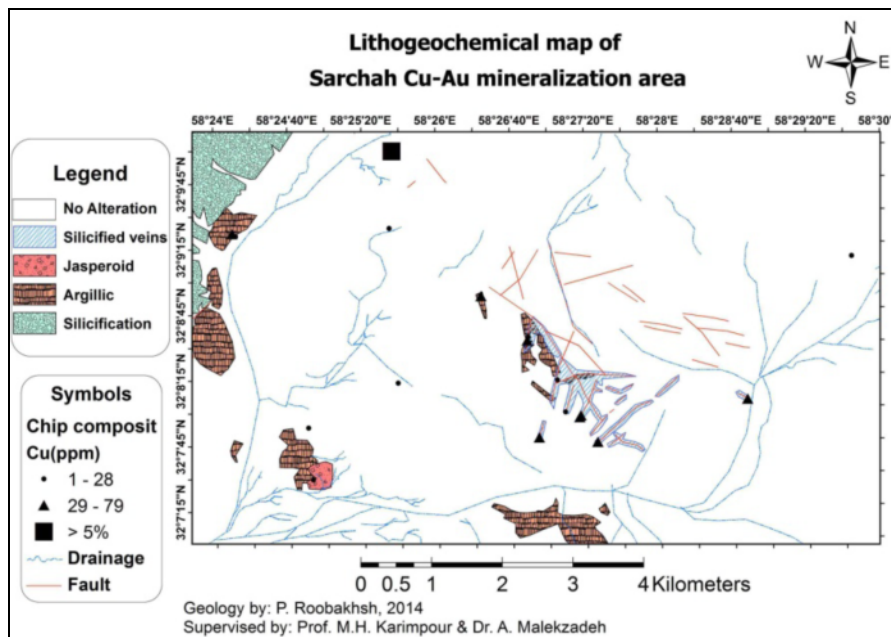 Lithogeochemical map of
Sarchah Cu-Au mineralization area
N
W E
S
58°24'E 58°24'40"E 58°25'20"E 58°26'E 58°26'40"E 58°27'20"E 58°28'E 58°28'40"E 58°29'20"E 58°30'E
32°9'45"N
32°9'15"N
32°8'45"N
32°8'15"N
32°7'45"N
32°7'15"N
Legend
No Alteration
Silicified veins
Jasperoid
Argillic
Silicification
Symbols
Chip composit
Cu(ppm)
1 - 28
29 - 79
> 5%
Drainage
Fault
0 0.5 1 2 3 4 Kilometers
Geology by: P. Roobakhsh, 2014
Supervised by: Prof. M.H. Karimpour & Dr. A. Malekzadeh